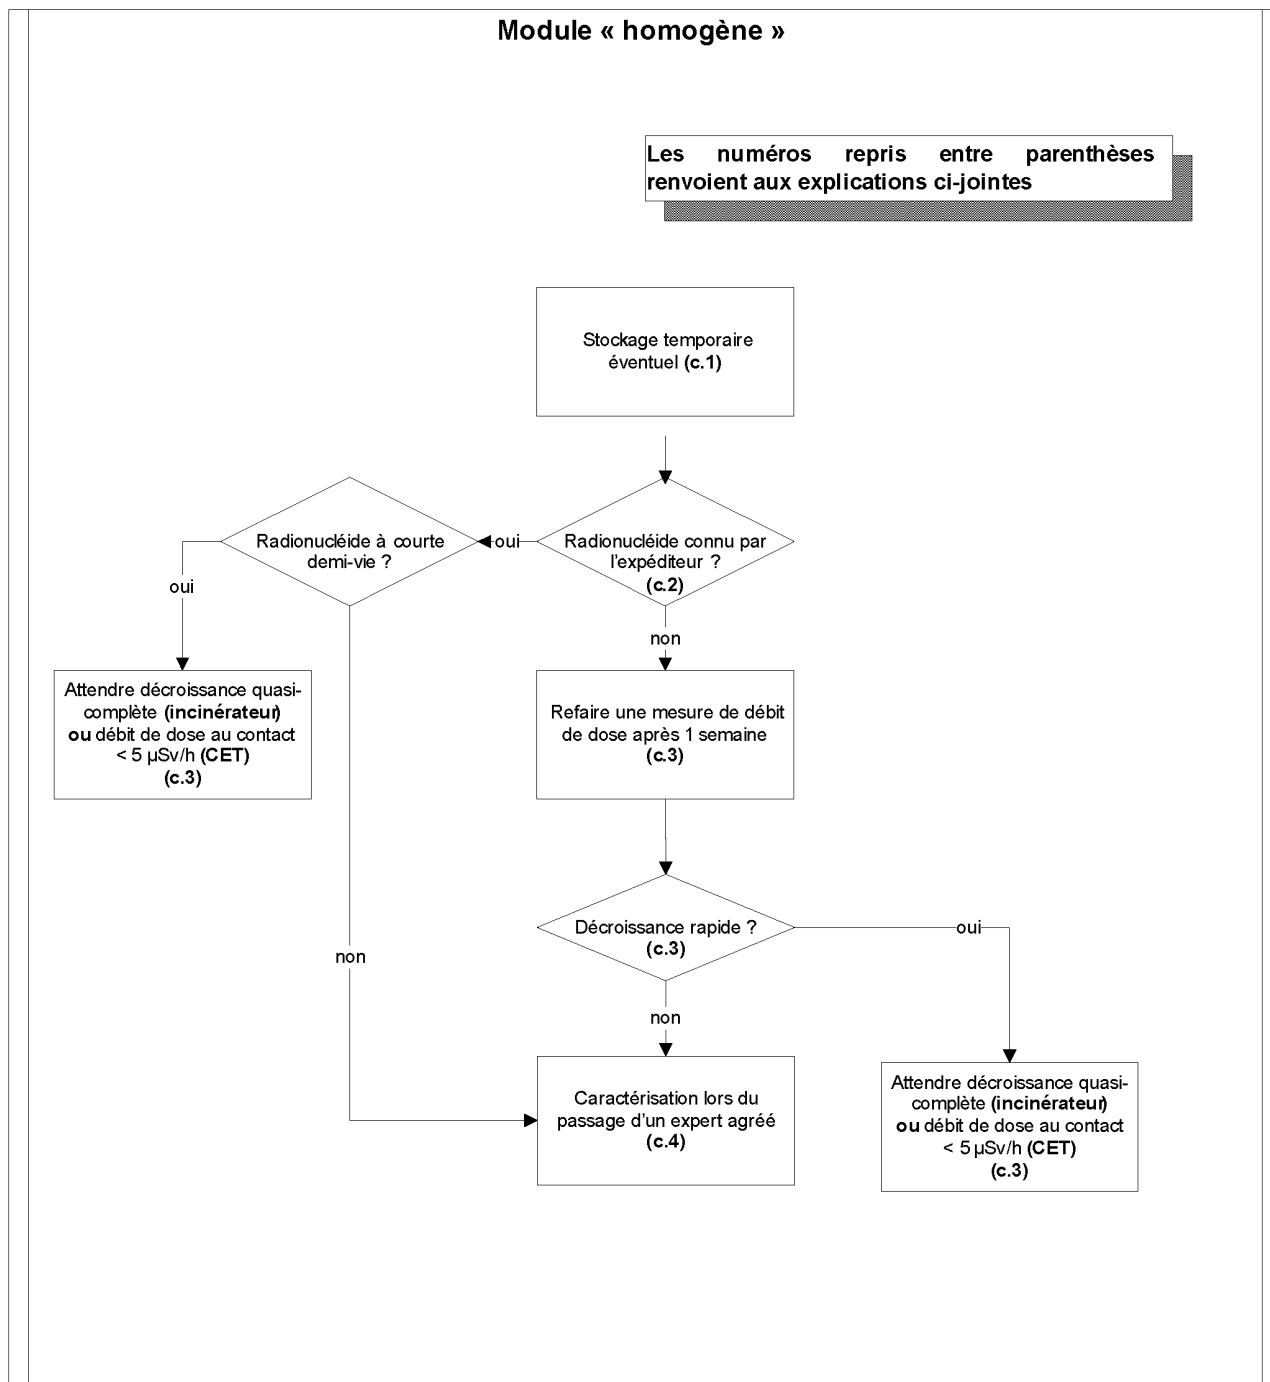 Module « homogène »
Les numéros repris entre parenthèses
renvoient aux explications ci-jointes
Stockage temporaire
éventuel (c.1)
Radionucléide à courte
demi-vie ?
oui
Radionucléide connu par
l'expéditeur ?
(c.2)
oui
non
Attendre décroissance quasi-
complète (incinérateur)
ou débit de dose au contact
< 5 µSv/h (CET)
(c.3)
Refaire une mesure de débit
de dose après 1 semaine
(c.3)
Décroissance rapide ?
(c.3)
oui
non
non
Caractérisation lors du
passage d'un expert agréé
(c.4)
Attendre décroissance quasi-
complète (incinérateur)
ou débit de dose au contact
< 5 µSv/h (CET)
(c.3)